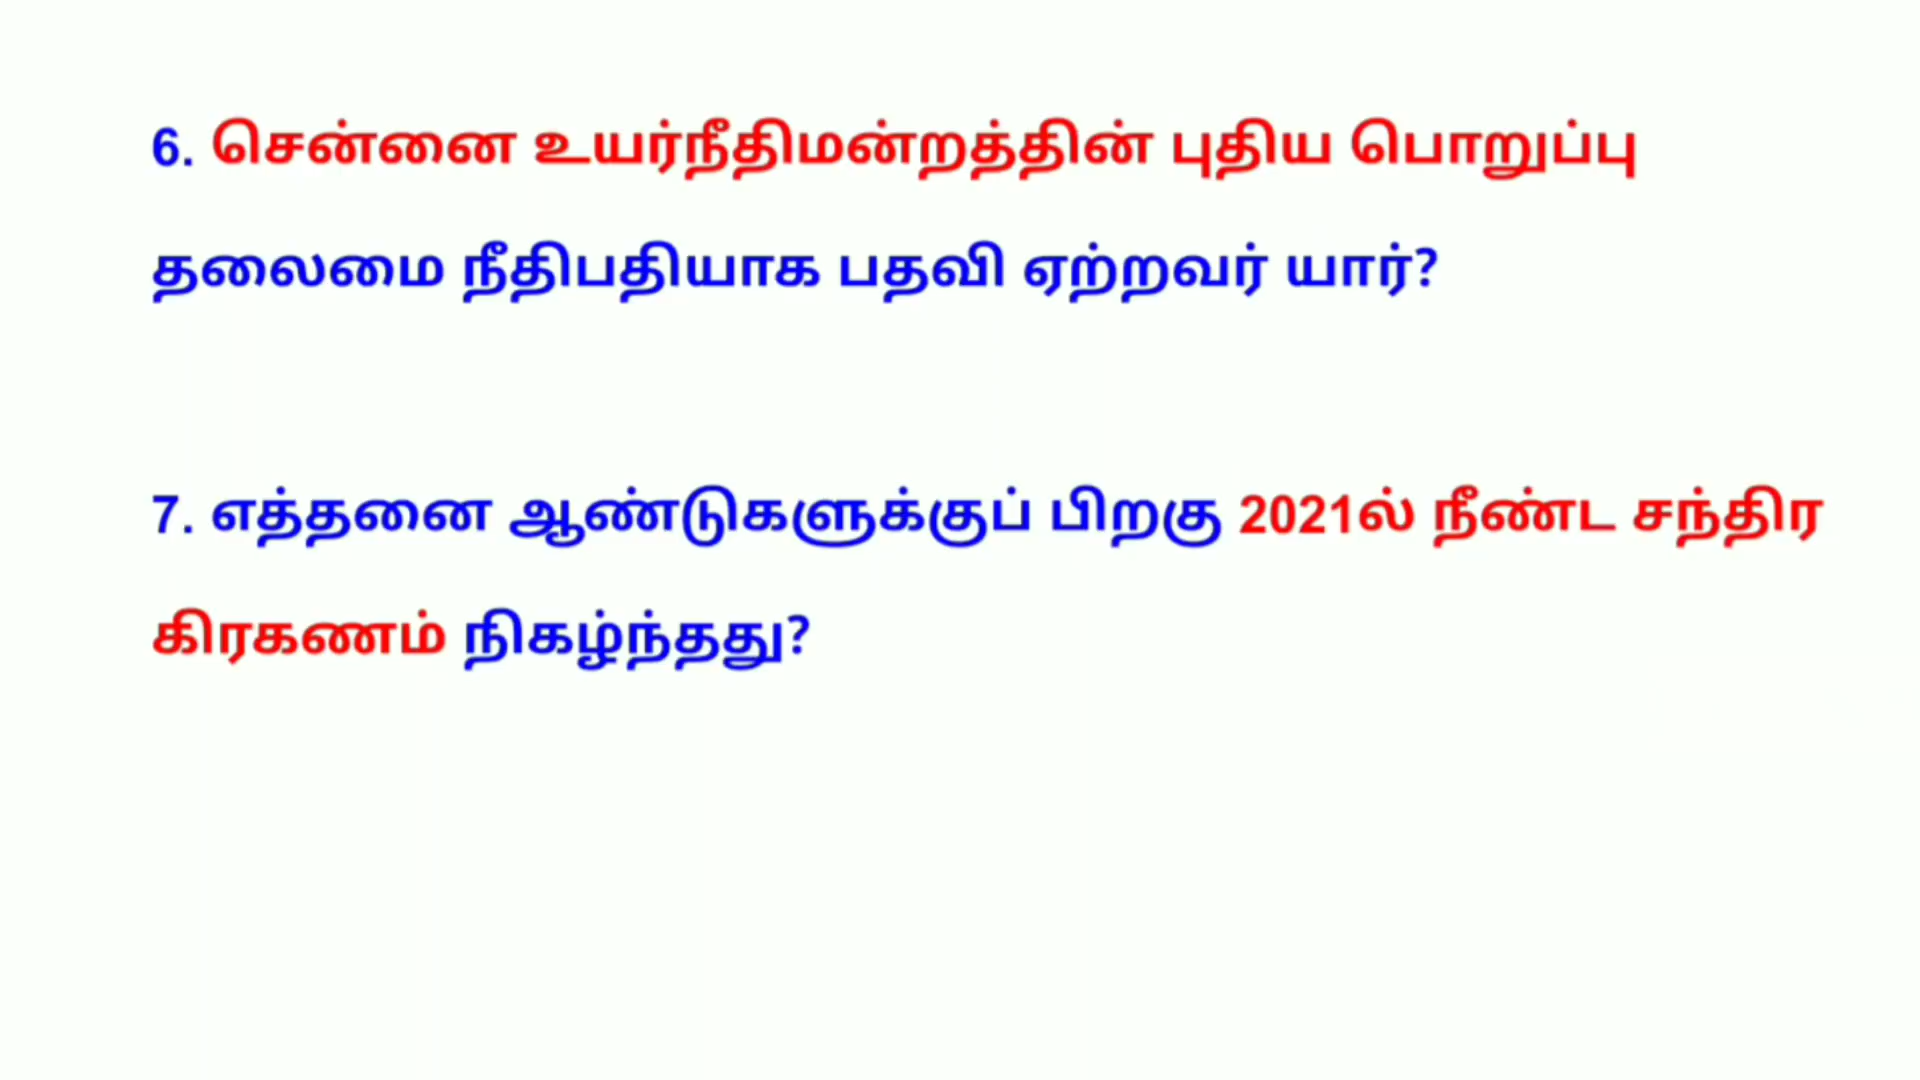 6. சென்னை உயர்நீதிமன்றத்தின் புதிய பொறுப்பு
தலைமை நீதிபதியாக பதவி ஏற்றவர் யார்?
7. எத்தனை ஆண்டுகளுக்குப் பிறகு 2021ல் நீண்ட சந்திர
கிரகணம் நிகழ்ந்தது?